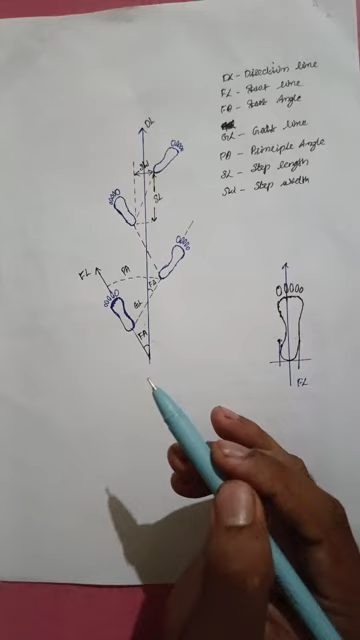 DL - Direction line
FL - Foot line
FA - Foot Angle
GL - Gait line
PA - Principle Angle
SL - Step length
SW - Step width
DL
SW
SL
FL
PA
FA
GL
FA
FL